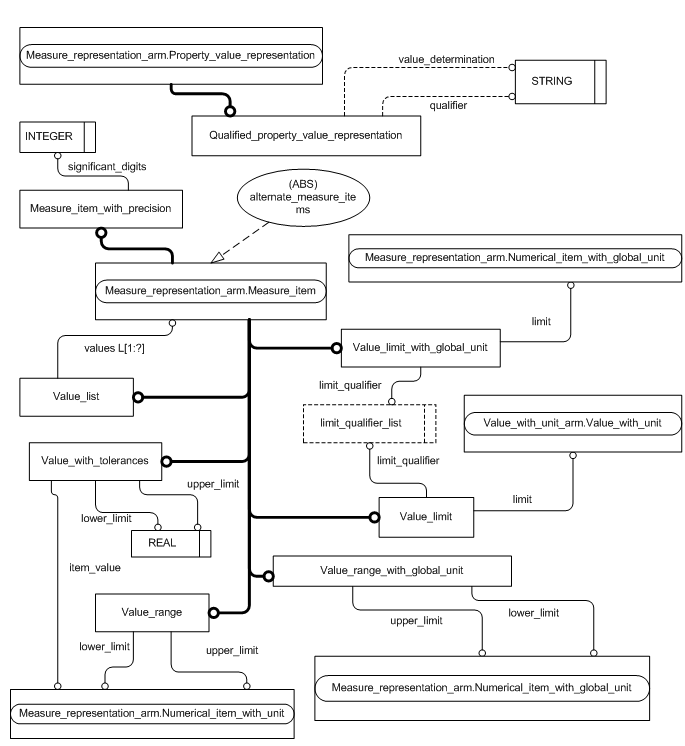 Measure_representation_arm.Property_value_representation
value_determination
STRING
qualifier
Qualified_property_value_representation
INTEGER
significant_digits
Measure_item_with_precision
(ABS)
alternate_measure_ite
ms
Measure_representation_arm.Numerical_item_with_global_unit
Measure_representation_arm.Measure_item
limit
values L[1:?]
Value_limit_with_global_unit
limit_qualifier
Value_list
limit_qualifier_list
Value_with_unit_arm.Value_with_unit
Value_with_tolerances
limit_qualifier
upper_limit
limit
lower_limit
Value_limit
REAL
item_value
Value_range_with_global_unit
Value_range
lower_limit
upper_limit
lower_limit
upper_limit
Measure_representation_arm.Numerical_item_with_global_unit
Measure_representation_arm.Numerical_item_with_unit